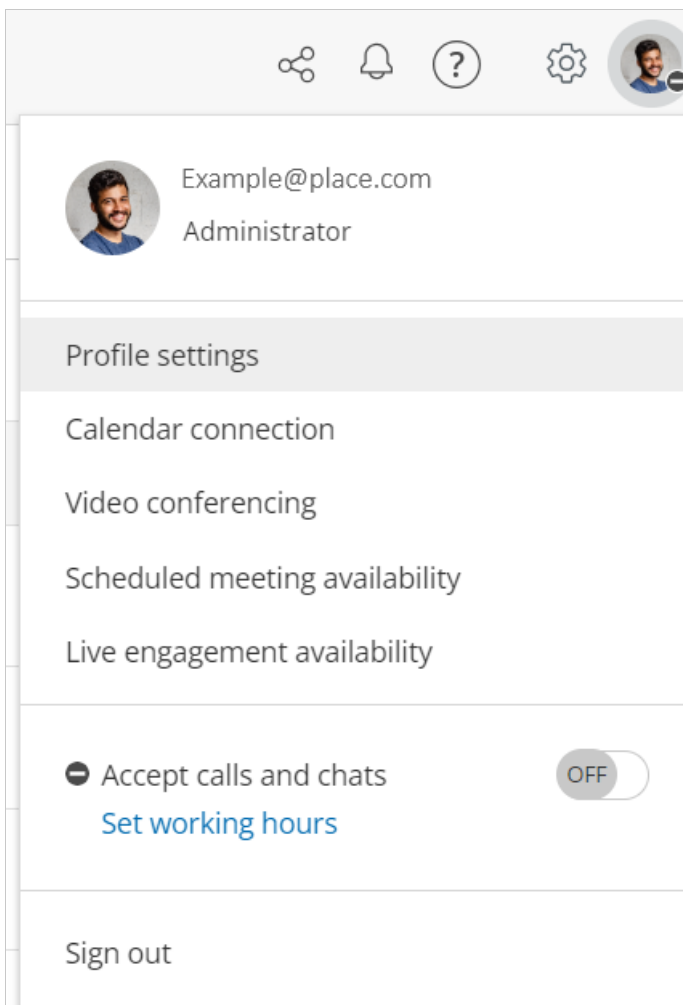 ?
Example@place.com
Administrator
Profile settings
Calendar connection
Video conferencing
Scheduled meeting availability
Live engagement availability
Accept calls and chats OFF
Set working hours
Sign out